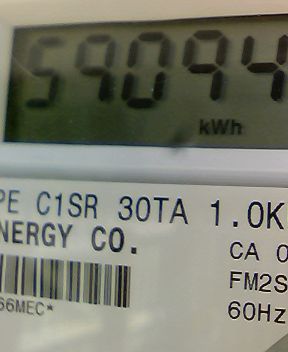 59094
kWh
PE C1SR 30TA 1.0K
NERGY CO.
CA 0
FM2S
66MEC*
60Hz